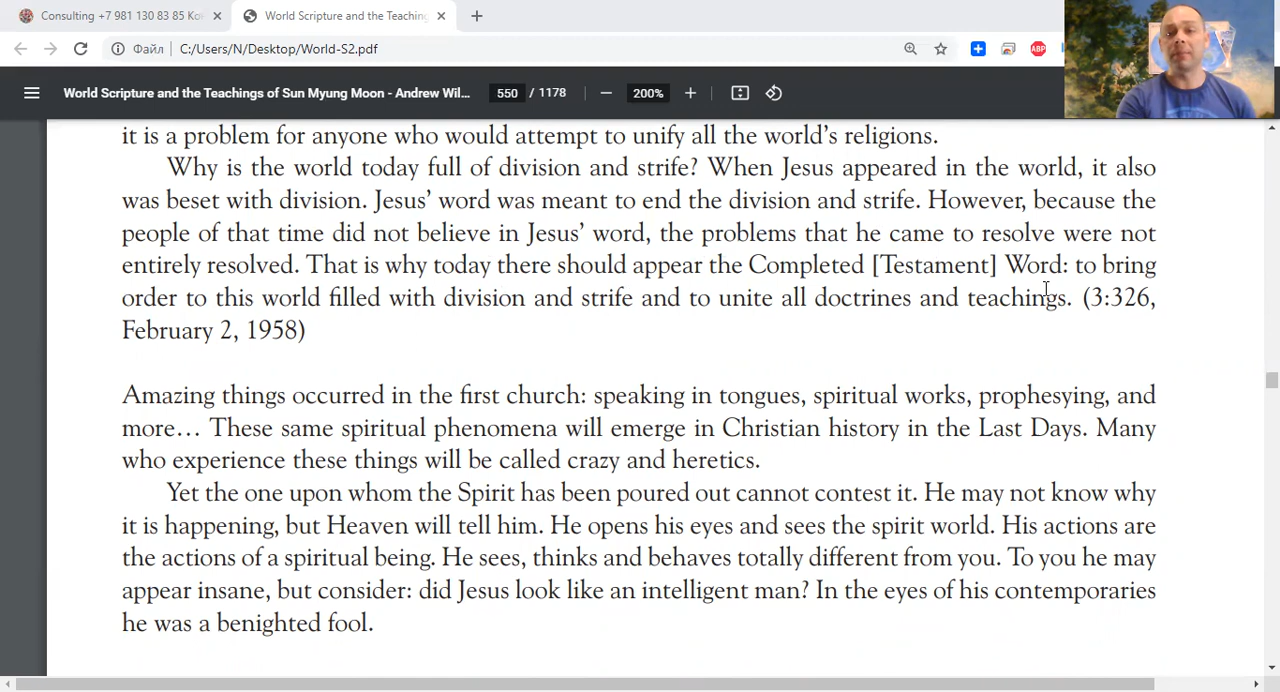 Consulting +7 981 130 83 85 Ko
World Scripture and the Teaching
Файл C:/Users/N/Desktop/World-S2.pdf
ABP
World Scripture and the Teachings of Sun Myung Moon - Andrew Wil... 550 / 1178 200%
it is a problem for anyone who would attempt to unify all the world's religions.
Why is the world today full of division and strife? When Jesus appeared in the world, it also
was beset with division. Jesus' word was meant to end the division and strife. However, because the
people of that time did not believe in Jesus' word, the problems that he came to resolve were not
entirely resolved. That is why today there should appear the Completed [Testament] Word: to bring
order to this world filled with division and strife and to unite all doctrines and teachings. (3:326,
February 2, 1958)
Amazing things occurred in the first church: speaking in tongues, spiritual works, prophesying, and
more… These same spiritual phenomena will emerge in Christian history in the Last Days. Many
who experience these things will be called crazy and heretics.
Yet the one upon whom the Spirit has been poured out cannot contest it. He may not know why
it is happening, but Heaven will tell him. He opens his eyes and sees the spirit world. His actions are
the actions of a spiritual being. He sees, thinks and behaves totally different from you. To you he may
appear insane, but consider: did Jesus look like an intelligent man? In the eyes of his contemporaries
he was a benighted fool.